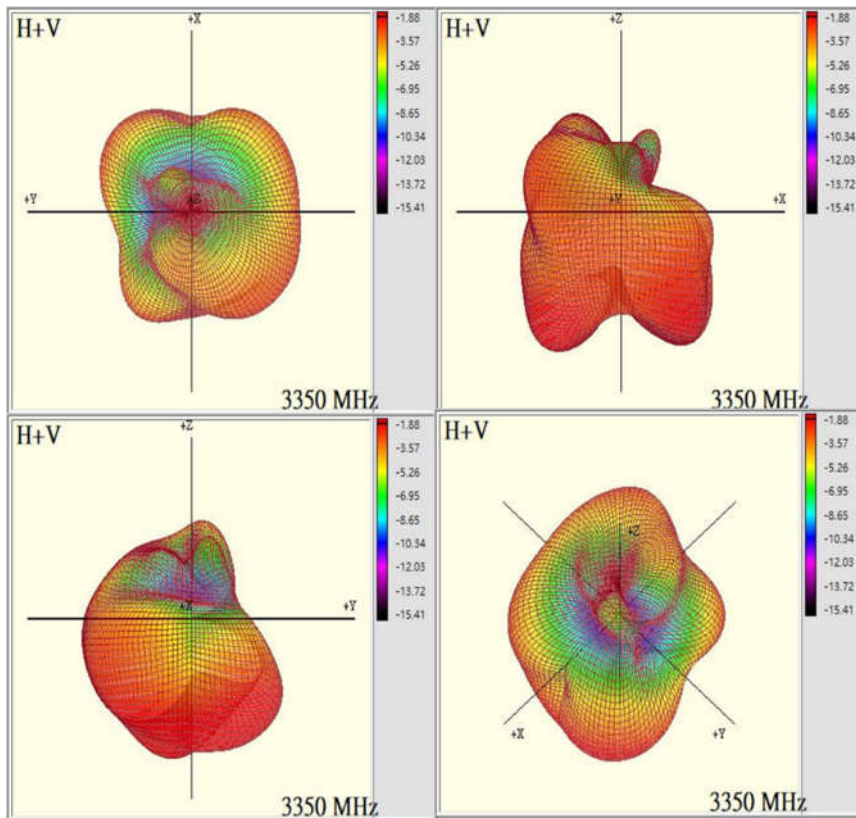 H+V
+X
+Y
+Z
-1.88
-3.57
-5.26
-6.95
-8.65
-10.34
-12.03
-13.72
-15.41
3350 MHz
H+V
+Z
+Y
+X
-1.88
-3.57
-5.26
-6.95
-8.65
-10.34
-12.03
-13.72
-15.41
3350 MHz
H+V
+Z
+X
+Y
-1.88
-3.57
-5.26
-6.95
-8.65
-10.34
-12.03
-13.72
-15.41
3350 MHz
H+V
+Z
+X
+Y
-1.88
-3.57
-5.26
-6.95
-8.65
-10.34
-12.03
-13.72
-15.41
3350 MHz